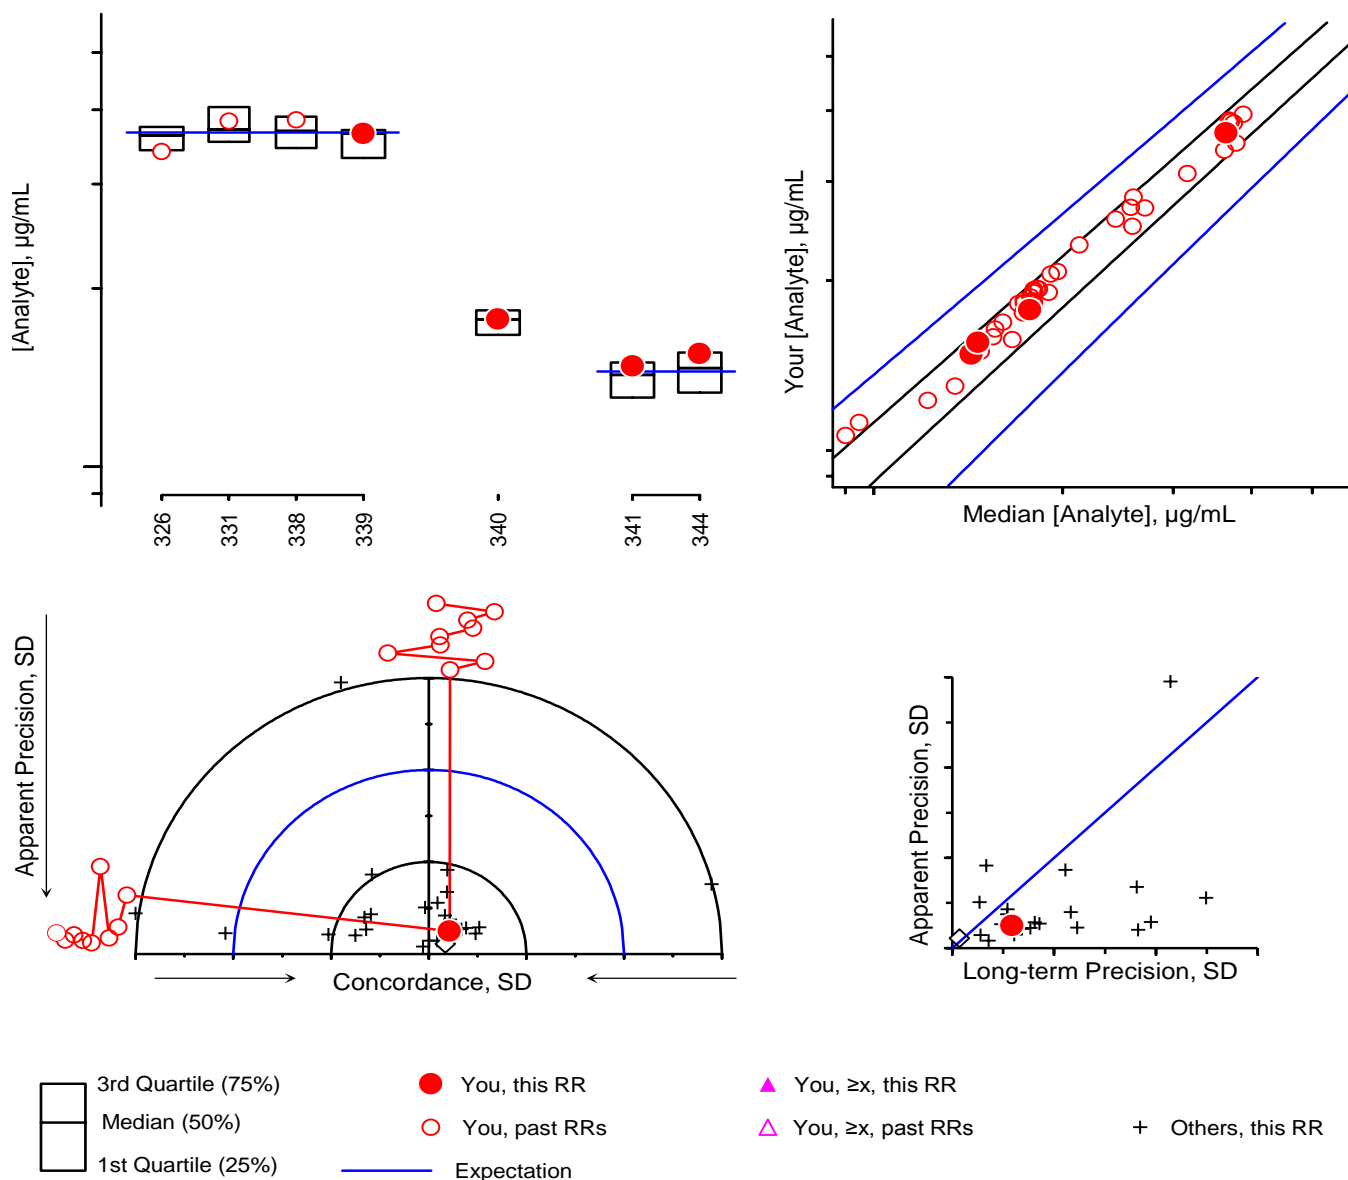 [Analyte], µg/mL
326
331
338
339
340
341
344
Your [Analyte], µg/mL
Median [Analyte], µg/mL
Apparent Precision, SD
Concordance, SD
Apparent Precision, SD
Long-term Precision, SD
3rd Quartile (75%)
Median (50%)
1st Quartile (25%)
You, this RR
You, past RRs
Expectation
You, ≥x, this RR
You, ≥x, past RRs
Others, this RR